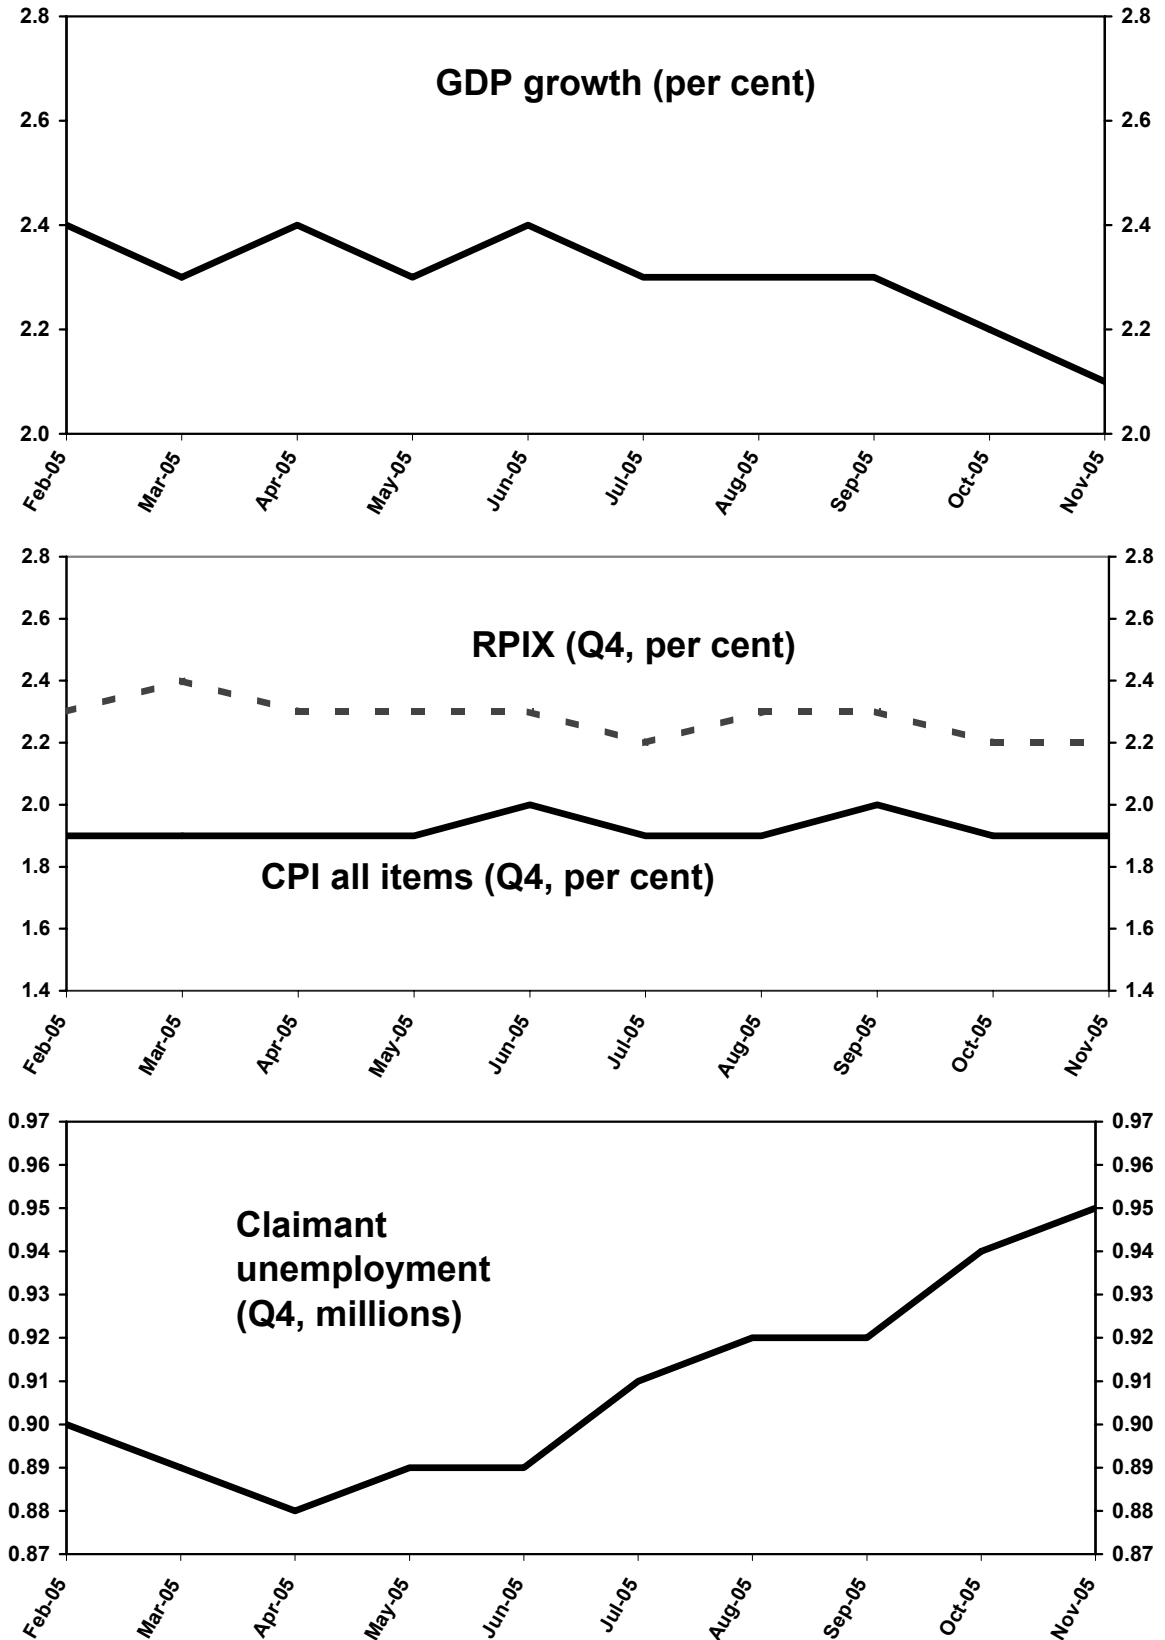 GDP growth (per cent)
2.8 2.8
2.6 2.6
2.4 2.4
2.2 2.2
2.0 2.0
Feb-05 Mar-05 Apr-05 May-05 Jun-05 Jul-05 Aug-05 Sep-05 Oct-05 Nov-05
RPIX (Q4, per cent)
CPI all items (Q4, per cent)
2.8 2.8
2.6 2.6
2.4 2.4
2.2 2.2
2.0 2.0
1.8 1.8
1.6 1.6
1.4 1.4
Feb-05 Mar-05 Apr-05 May-05 Jun-05 Jul-05 Aug-05 Sep-05 Oct-05 Nov-05
Claimant
unemployment
(Q4, millions)
0.97 0.97
0.96 0.96
0.95 0.95
0.94 0.94
0.93 0.93
0.92 0.92
0.91 0.91
0.90 0.90
0.89 0.89
0.88 0.88
0.87 0.87
Feb-05 Mar-05 Apr-05 May-05 Jun-05 Jul-05 Aug-05 Sep-05 Oct-05 Nov-05